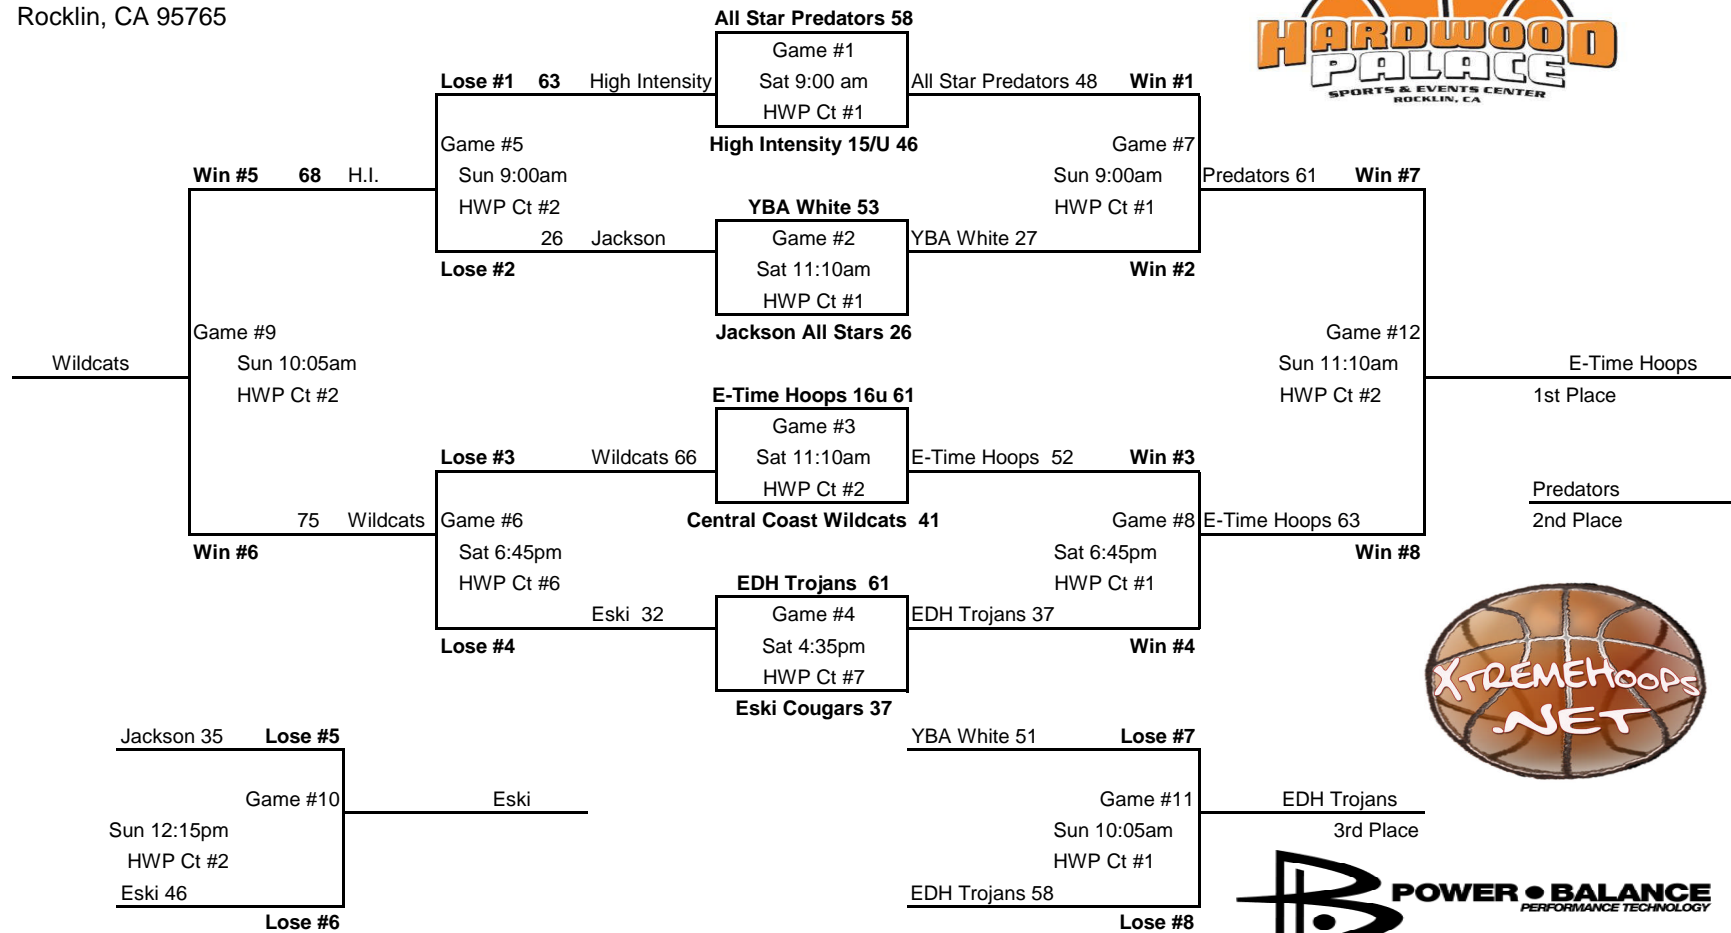 Rocklin, CA 95765
All Star Predators 58
HARDWOOD
PALACE
SPORTS & EVENTS CENTER
ROCKLIN, CA
Game #1
Lose #1 63 High Intensity Sat 9:00 am All Star Predators 48 Win #1
HWP Ct #1
Game #5 High Intensity 15/U 46 Game #7
Win #5 68 H.I. Sun 9:00am Sun 9:00am Predators 61 Win #7
HWP Ct #2 YBA White 53 HWP Ct #1
26 Jackson Game #2 YBA White 27
Lose #2 Sat 11:10am Win #2
HWP Ct #1
Game #9 Jackson All Stars 26 Game #12
Wildcats Sun 10:05am Sun 11:10am E-Time Hoops
HWP Ct #2 E-Time Hoops 16u 61 HWP Ct #2 1st Place
Game #3
Lose #3 Wildcats 66 Sat 11:10am E-Time Hoops 52 Win #3
HWP Ct #2 Predators
75 Wildcats Game #6 Central Coast Wildcats 41 Game #8 E-Time Hoops 63 2nd Place
Win #6 Sat 6:45pm Sat 6:45pm Win #8
HWP Ct #6 EDH Trojans 61 HWP Ct #1
Eski 32 Game #4 EDH Trojans 37
Lose #4 Sat 4:35pm Win #4
HWP Ct #7
Eski Cougars 37
XTREMEHOOPS
.NET
Jackson 35 Lose #5 YBA White 51 Lose #7
Game #10 Eski Game #11 EDH Trojans
Sun 12:15pm Sun 10:05am 3rd Place
HWP Ct #2 HWP Ct #1
Eski 46 EDH Trojans 58
POWER BALANCE
PERFORMANCE TECHNOLOGY
Lose #6 Lose #8